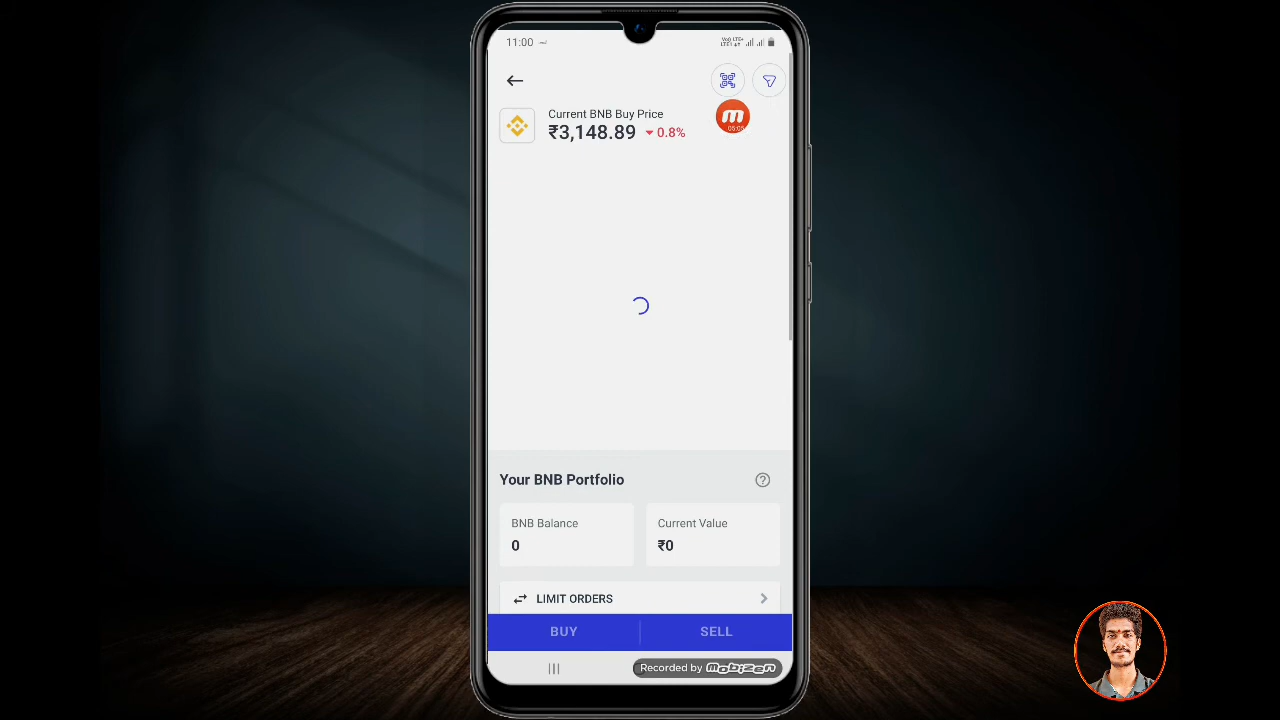 11:00
Current BNB Buy Price
₹3,148.89 0.8%
Your BNB Portfolio
BNB Balance
0
Current Value
₹0
LIMIT ORDERS
BUY
SELL
Recorded by mobizen